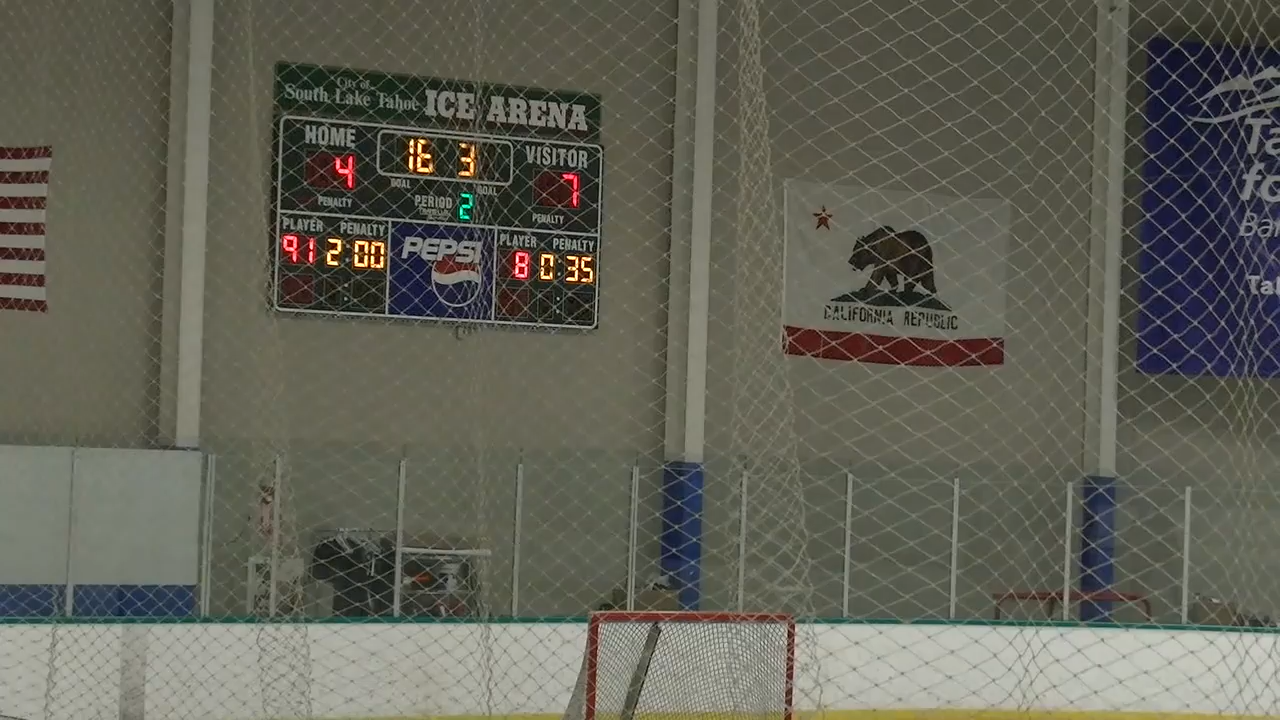 City of
South Lake Tahoe ICE ARENA
HOME 16 3 VISITOR
4 7
GOAL GOAL
PENALTY PERIOD 2 PENALTY
PLAYER PENALTY PEPSI PLAYER PENALTY
91 2 00 8 0 35
CALIFORNIA REPUBLIC